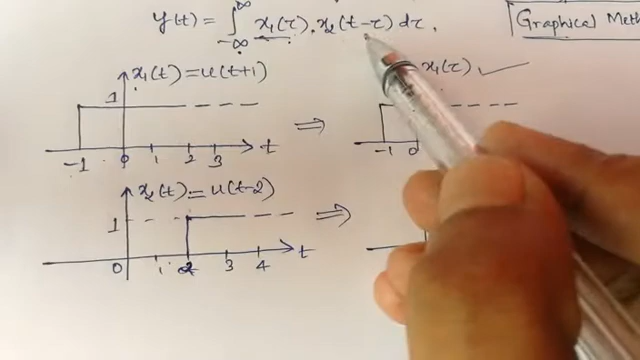 y(t) = ∫_{-∞}^{∞} x₁(τ) . x₂(t-τ) dτ .
Graphical
x₁(t) = u(t+1)
x₁(τ) ✓
1
⇒
-1 0 1 2 3 t
-1 0
x₂(t) = u(t-2)
1
⇒
0 1 2 3 4 t